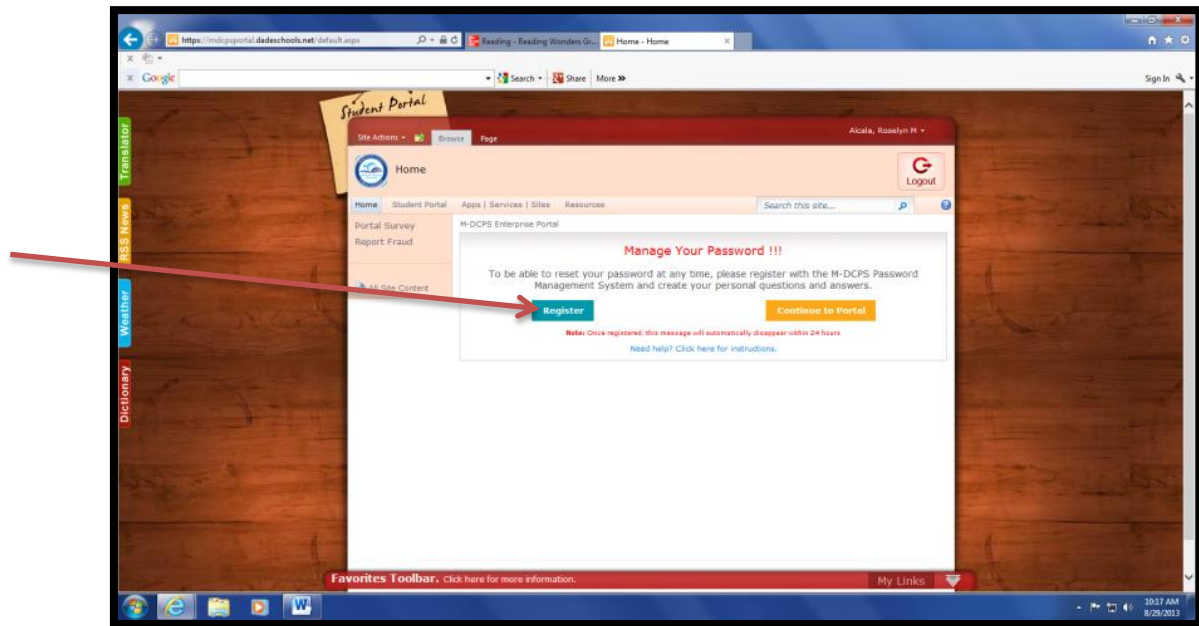 https://mdcpsportal.dadeschools.net/default.aspx
Reading - Reading Wonders Gr...
Home - Home
Google
Search
Share
More »
Sign In
Student Portal
Site Actions
Browse
Page
Alcala, Roselyn M
Home
Logout
Home
Student Portal
Apps | Services | Sites
Resources
Search this site...
Portal Survey
M-DCPS Enterprise Portal
Report Fraud
Manage Your Password !!!
To be able to reset your password at any time, please register with the M-DCPS Password
Management System and create your personal questions and answers.
All Site Content
Register
Continue to Portal
Note: Once registered, this message will automatically disappear within 24 hours
Need help? Click here for instructions.
Translator
RSS News
Weather
Dictionary
Favorites Toolbar. Click here for more information.
My Links
10:17 AM
8/29/2013